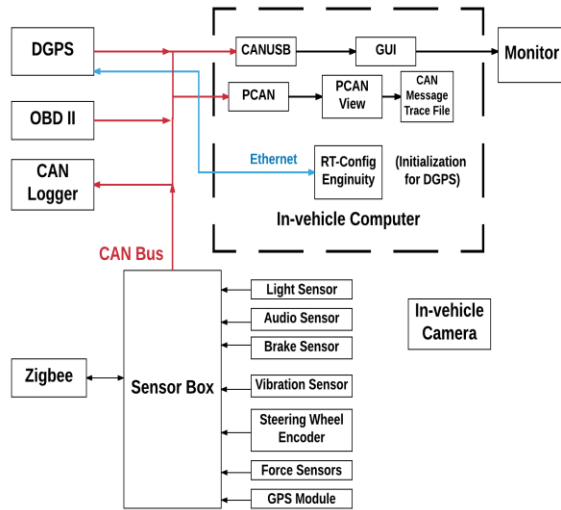 DGPS
CANUSB
GUI
Monitor
OBD II
PCAN
PCAN
View
CAN
Message
Trace File
CAN
Logger
Ethernet
RT-Config
Enginuity
(Initialization
for DGPS)
In-vehicle Computer
CAN Bus
Light Sensor
Audio Sensor
Brake Sensor
In-vehicle
Camera
Zigbee
Sensor Box
Vibration Sensor
Steering Wheel
Encoder
Force Sensors
GPS Module